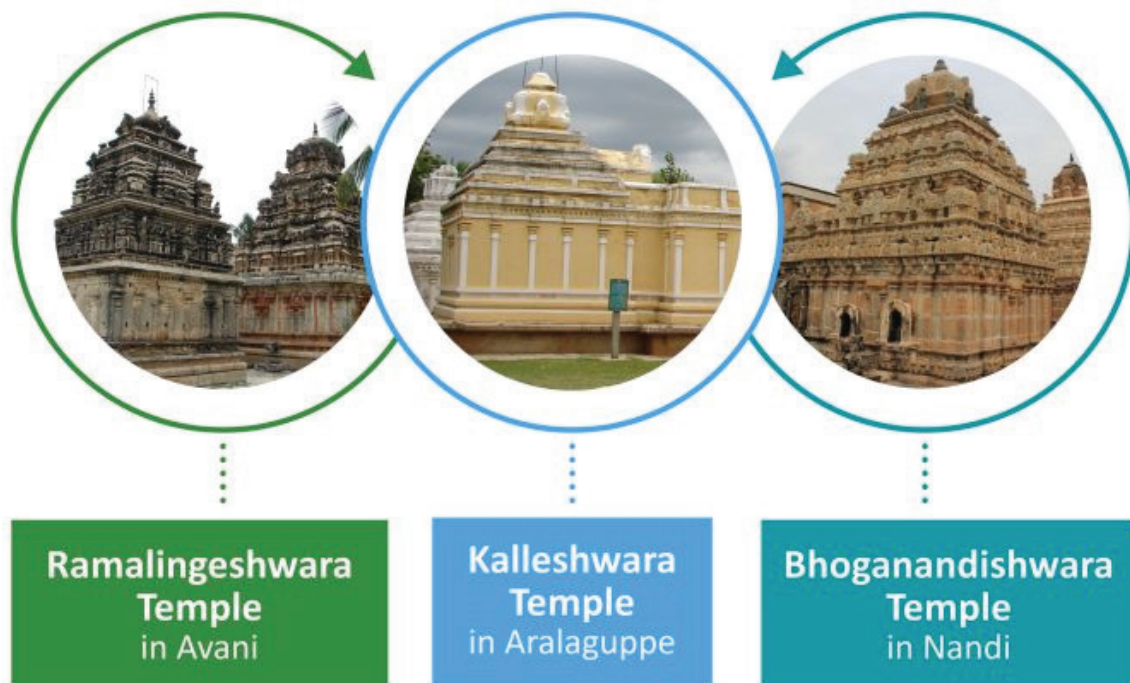 Ramalingeshwara
Temple
in Avani
Kalleshwara
Temple
in Aralaguppe
Bhoganandishwara
Temple
in Nandi